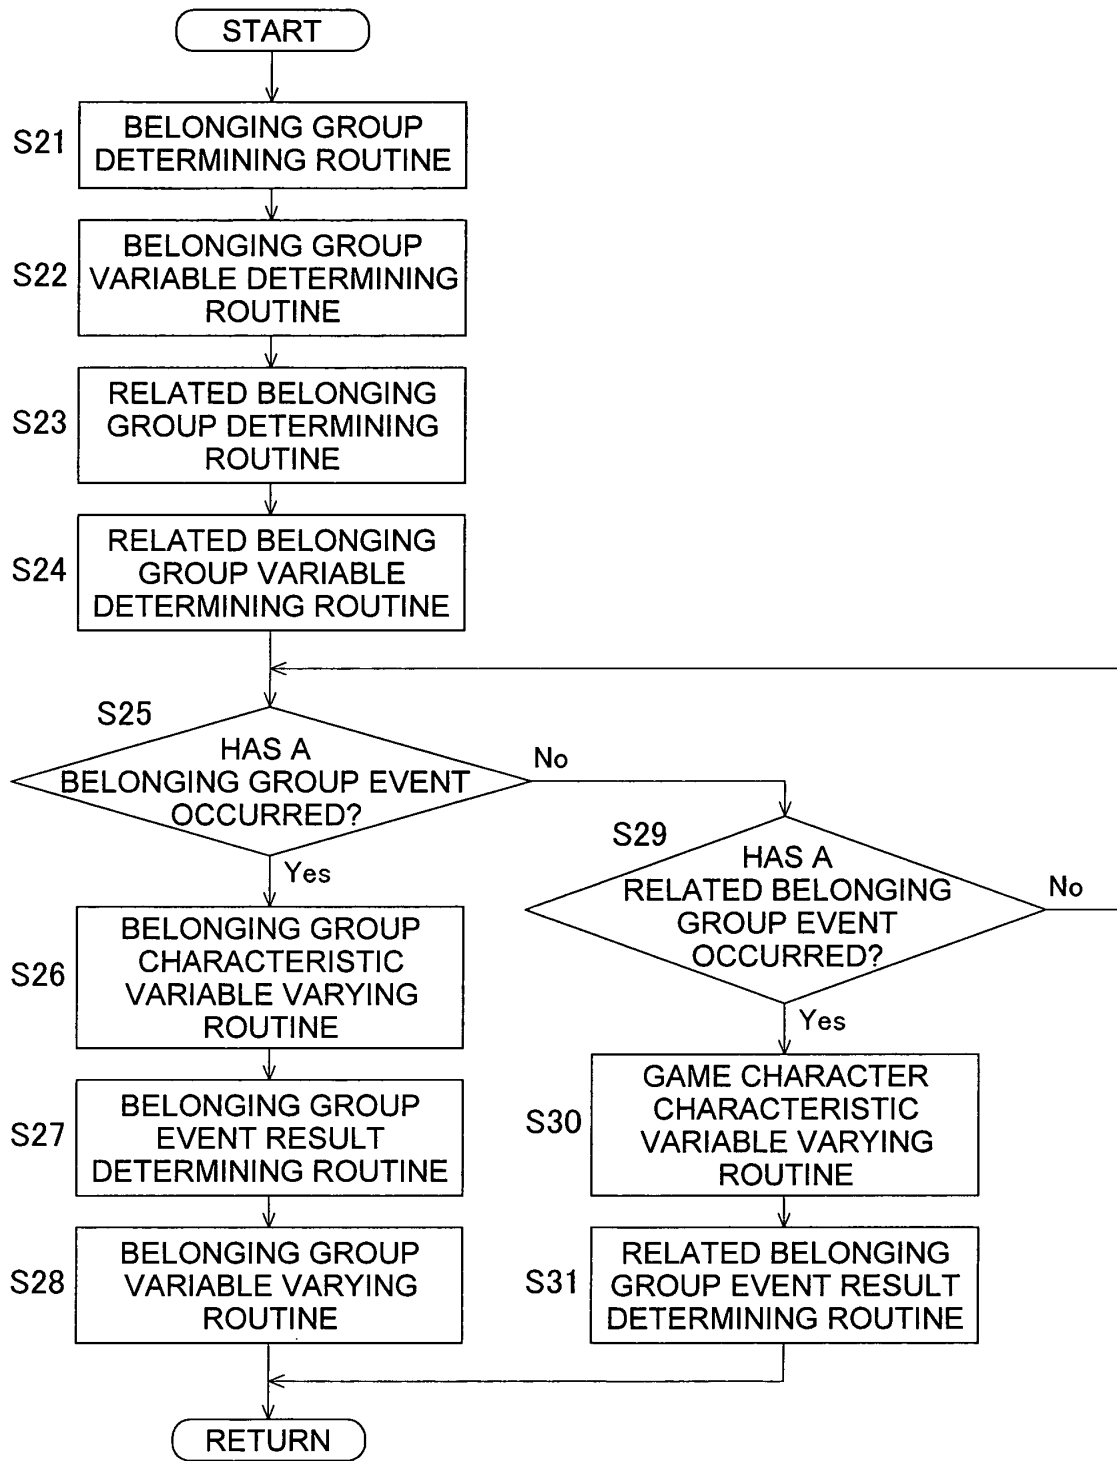 START
S21
BELONGING GROUP
DETERMINING ROUTINE
S22
BELONGING GROUP
VARIABLE DETERMINING
ROUTINE
S23
RELATED BELONGING
GROUP DETERMINING
ROUTINE
S24
RELATED BELONGING
GROUP VARIABLE
DETERMINING ROUTINE
S25
HAS A
BELONGING GROUP EVENT
OCCURRED?
No
Yes
S26
BELONGING GROUP
CHARACTERISTIC
VARIABLE VARYING
ROUTINE
S27
BELONGING GROUP
EVENT RESULT
DETERMINING ROUTINE
S28
BELONGING GROUP
VARIABLE VARYING
ROUTINE
S29
HAS A
RELATED BELONGING
GROUP EVENT
OCCURRED?
No
Yes
S30
GAME CHARACTER
CHARACTERISTIC
VARIABLE VARYING
ROUTINE
S31
RELATED BELONGING
GROUP EVENT RESULT
DETERMINING ROUTINE
RETURN